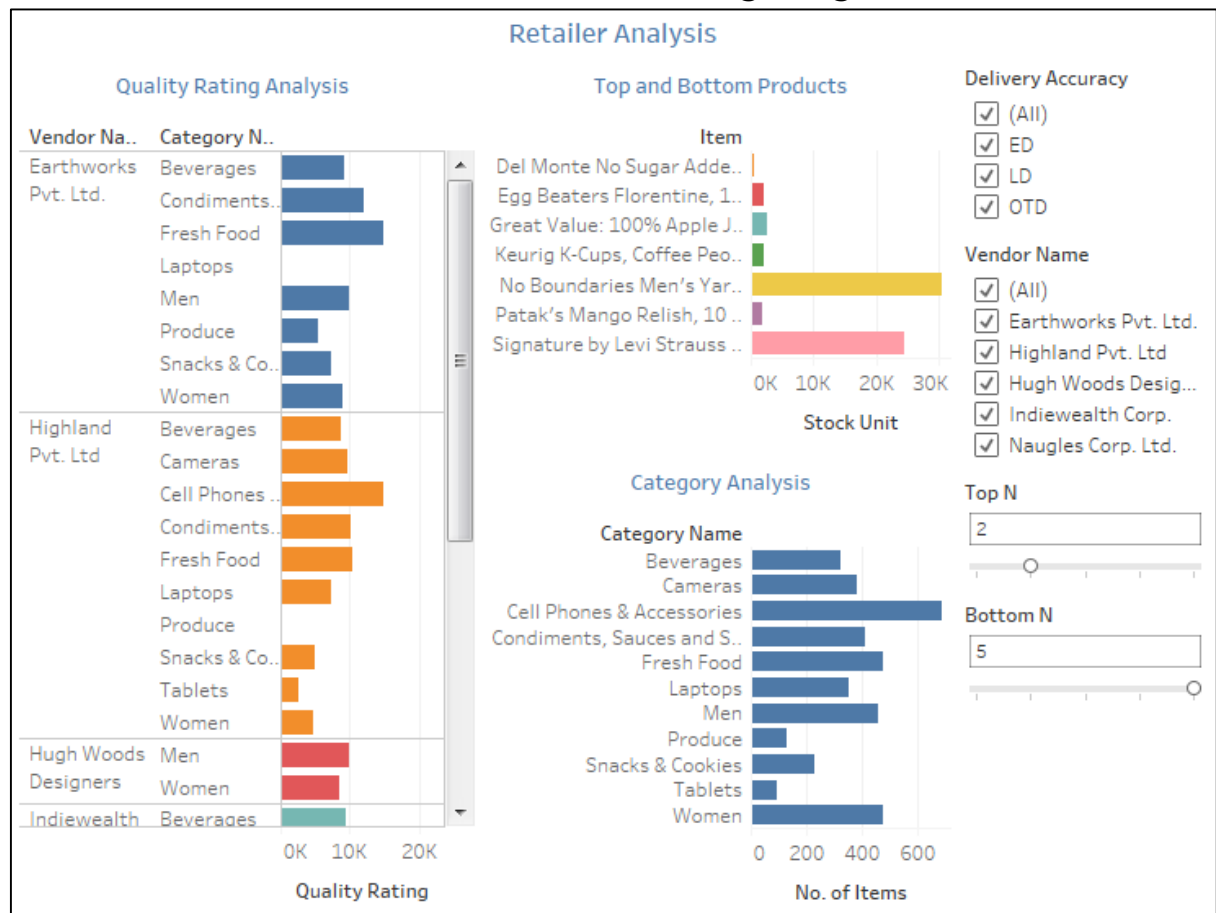 Retailer Analysis
Quality Rating Analysis
Vendor Na.. Category N..
Earthworks Pvt. Ltd.
Beverages
Condiments..
Fresh Food
Laptops
Men
Produce
Snacks & Co..
Women
Highland Pvt. Ltd
Beverages
Cameras
Cell Phones ..
Condiments..
Fresh Food
Laptops
Produce
Snacks & Co..
Tablets
Women
Hugh Woods Designers
Men
Women
Indiewealth
Beverages
0K 10K 20K
Quality Rating
Top and Bottom Products
Item
Del Monte No Sugar Adde..
Egg Beaters Florentine, 1..
Great Value: 100% Apple J..
Keurig K-Cups, Coffee Peo..
No Boundaries Men's Yar..
Patak's Mango Relish, 10 ..
Signature by Levi Strauss ..
0K 10K 20K 30K
Stock Unit
Category Analysis
Category Name
Beverages
Cameras
Cell Phones & Accessories
Condiments, Sauces and S..
Fresh Food
Laptops
Men
Produce
Snacks & Cookies
Tablets
Women
0 200 400 600
No. of Items
Delivery Accuracy
(All)
ED
LD
OTD
Vendor Name
(All)
Earthworks Pvt. Ltd.
Highland Pvt. Ltd
Hugh Woods Desig...
Indiewealth Corp.
Naugles Corp. Ltd.
Top N
2
Bottom N
5